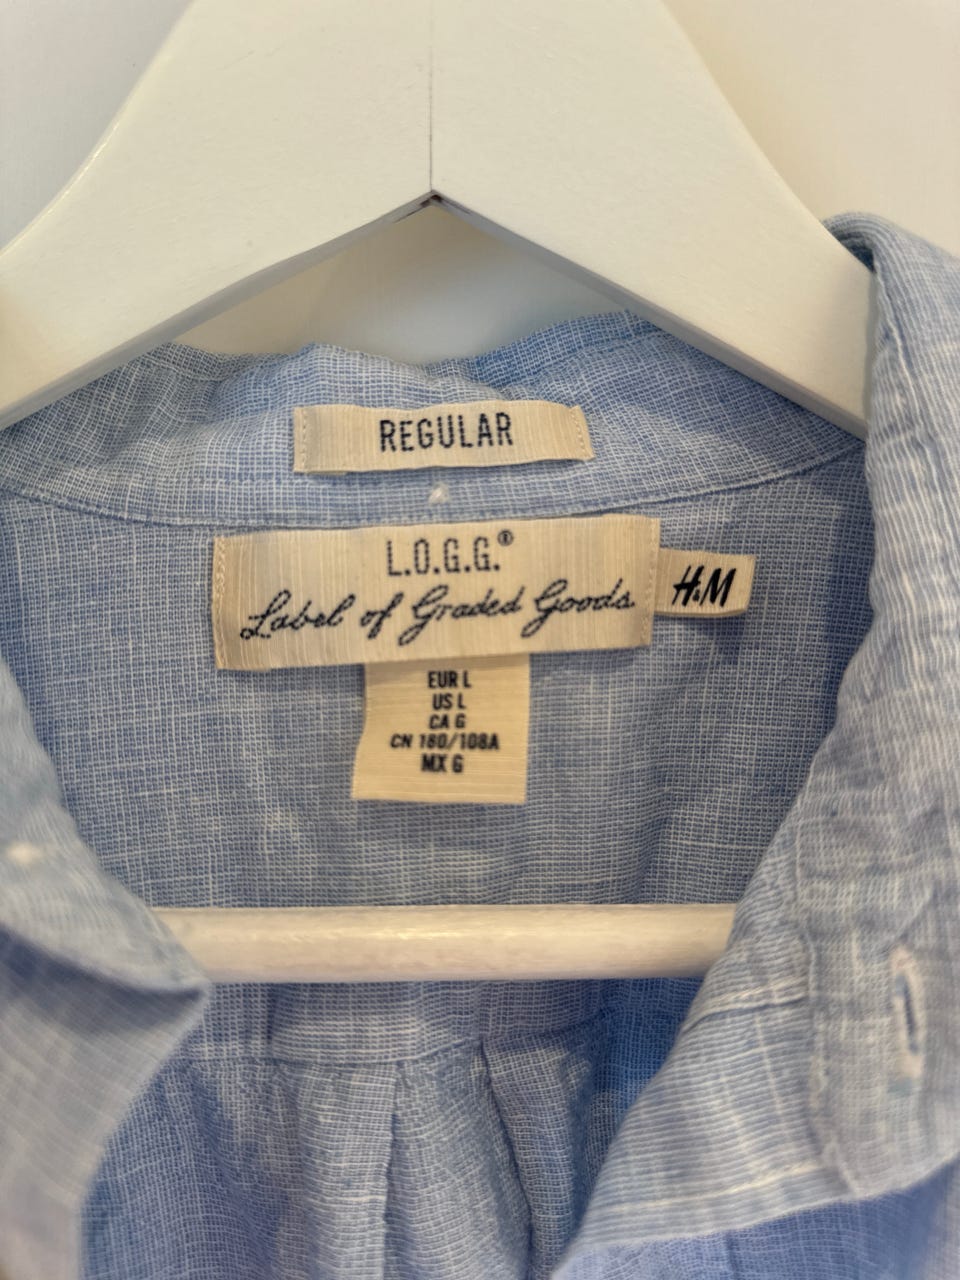 REGULAR
L.O.G.G.®
Label of Graded Goods
H&M
EUR L
US L
CA G
CN 180/108A
MX G